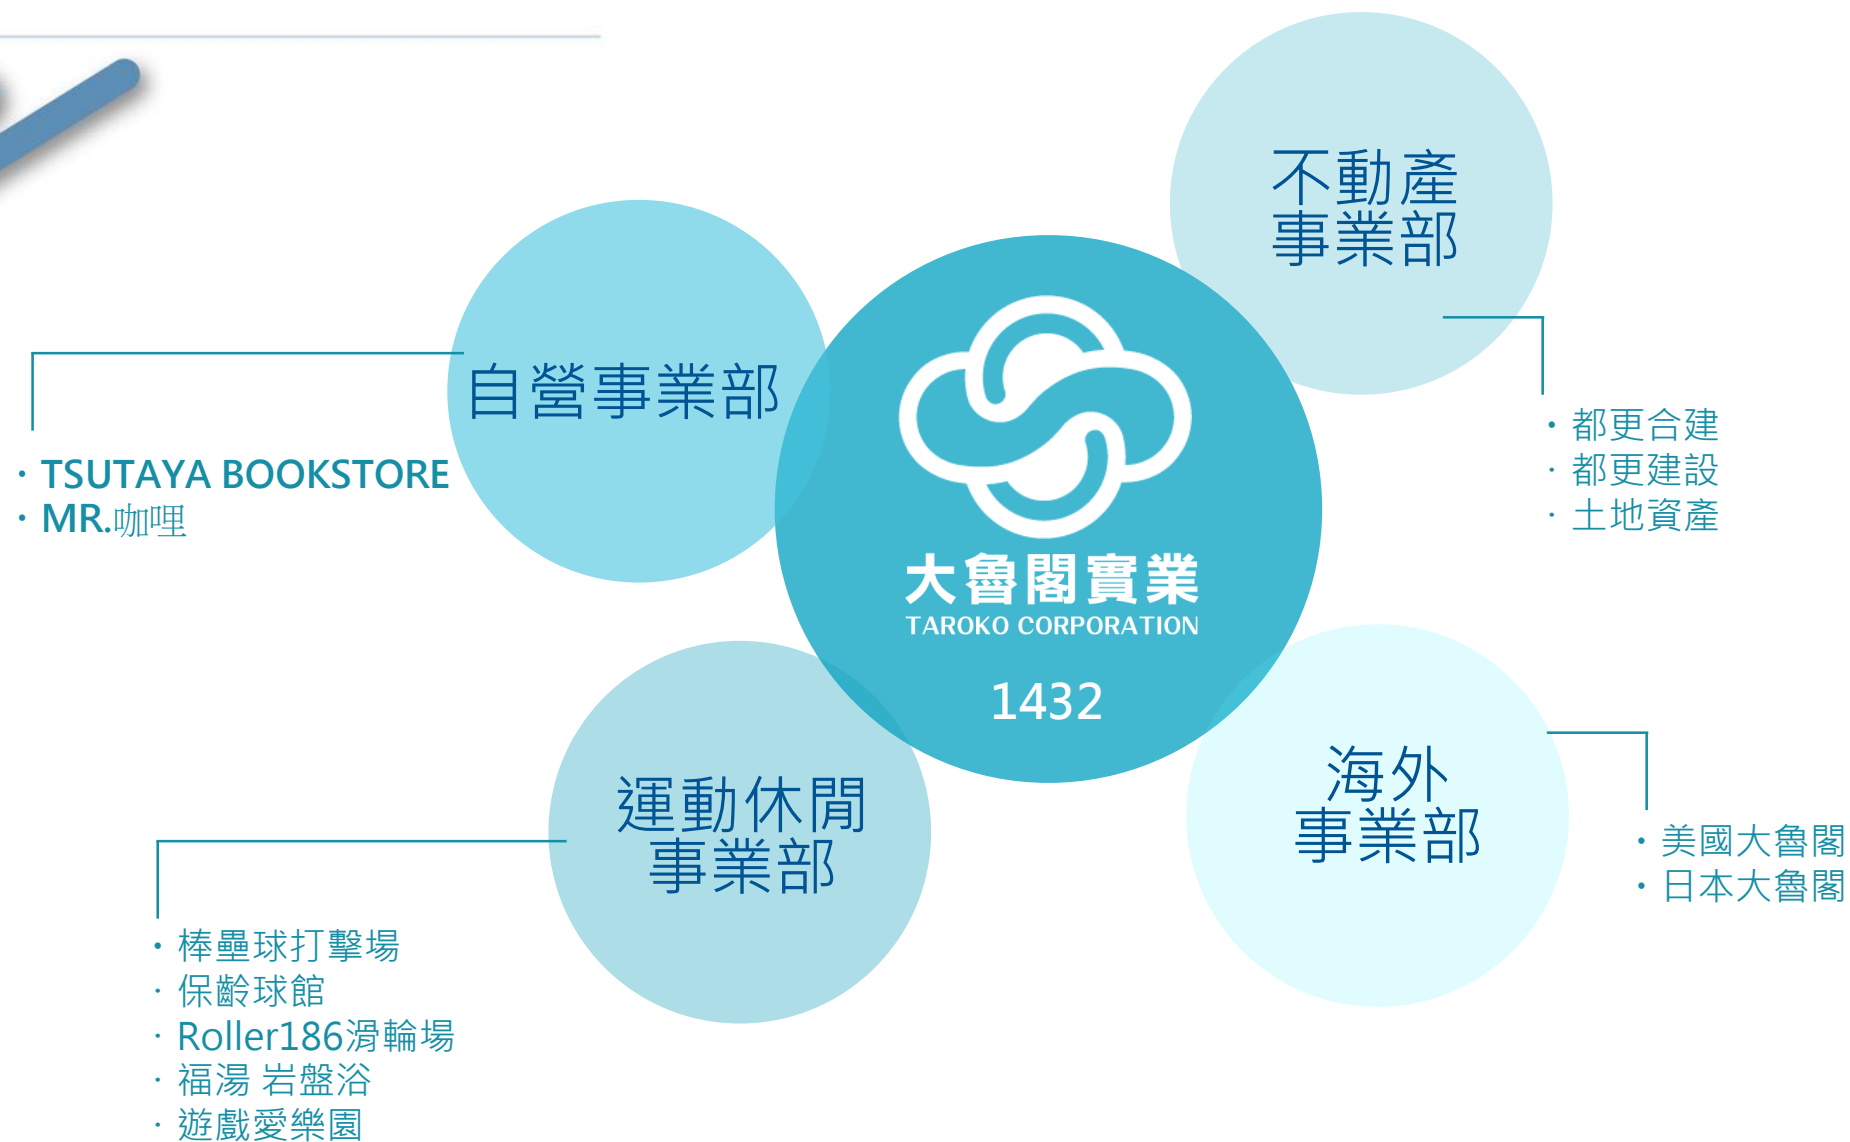 不動產
事業部
・都更合建
・都更建設
・土地資產
自營事業部
・TSUTAYA BOOKSTORE
・MR.咖哩
大魯閣實業
TAROKO CORPORATION
1432
運動休閒
事業部
・棒壘球打擊場
・保齡球館
・Roller186滑輪場
・福湯 岩盤浴
・遊戲愛樂園
海外
事業部
・美國大魯閣
・日本大魯閣